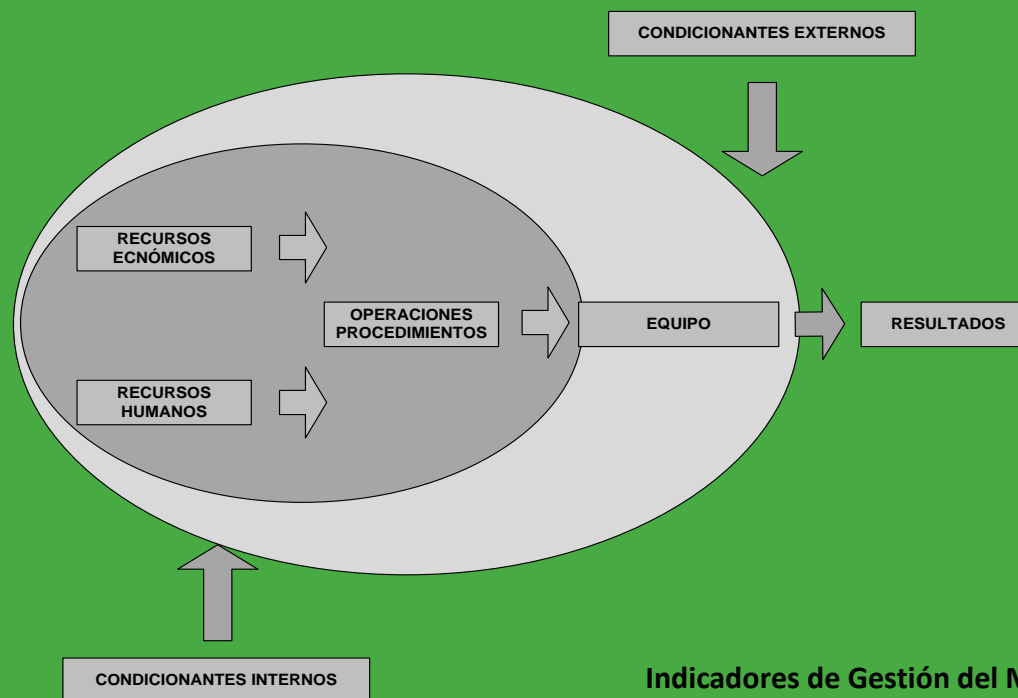 CONDICIONANTES EXTERNOS
RECURSOS
ECNÓMICOS
OPERACIONES
PROCEDIMIENTOS
EQUIPO
RESULTADOS
RECURSOS
HUMANOS
CONDICIONANTES INTERNOS
Indicadores de Gestión del